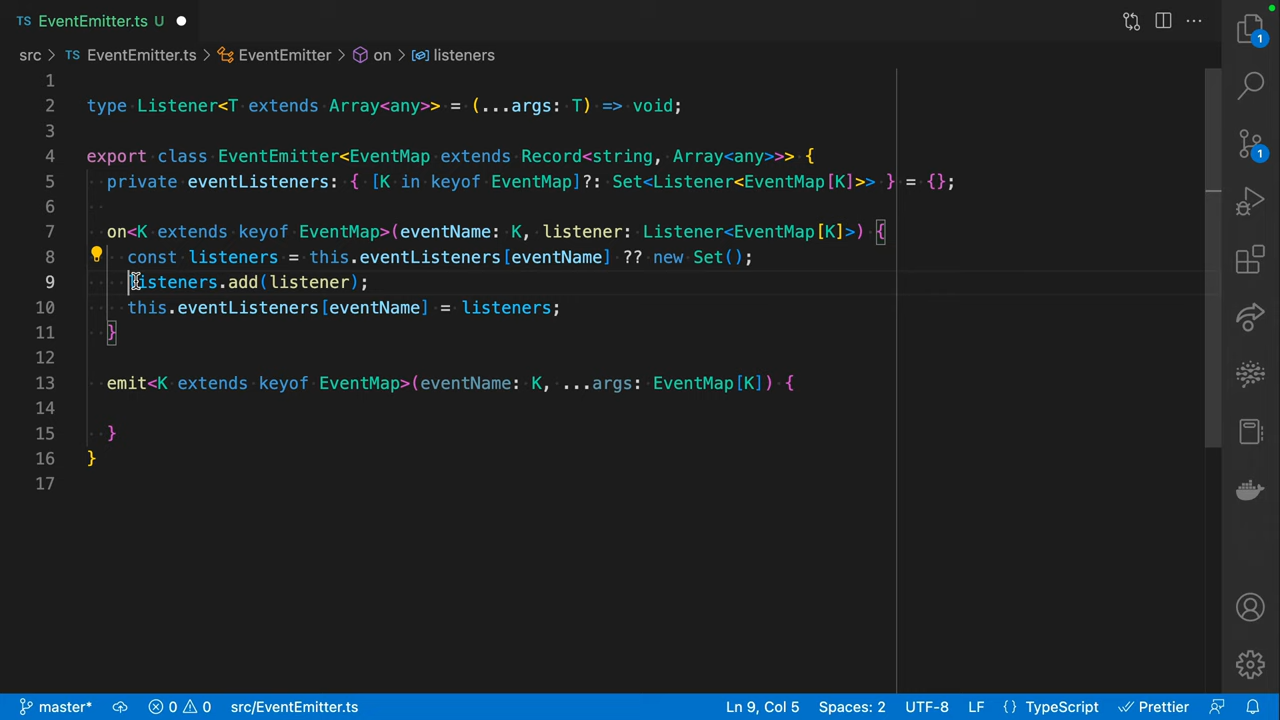 TS EventEmitter.ts U
src > TS EventEmitter.ts > EventEmitter > on > listeners
1
2 type Listener<T extends Array<any>> = (...args: T) => void;
3
4 export class EventEmitter<EventMap extends Record<string, Array<any>>> {
5 private eventListeners: { [K in keyof EventMap]?: Set<Listener<EventMap[K]>> } = {};
6
7 on<K extends keyof EventMap>(eventName: K, listener: Listener<EventMap[K]>) {
8 const listeners = this.eventListeners[eventName] ?? new Set();
9 listeners.add(listener);
10 this.eventListeners[eventName] = listeners;
11 }
12
13 emit<K extends keyof EventMap>(eventName: K, ...args: EventMap[K]) {
14
15 }
16 }
17
1
1
master* 0 0 src/EventEmitter.ts Ln 9, Col 5 Spaces: 2 UTF-8 LF {} TypeScript Prettier